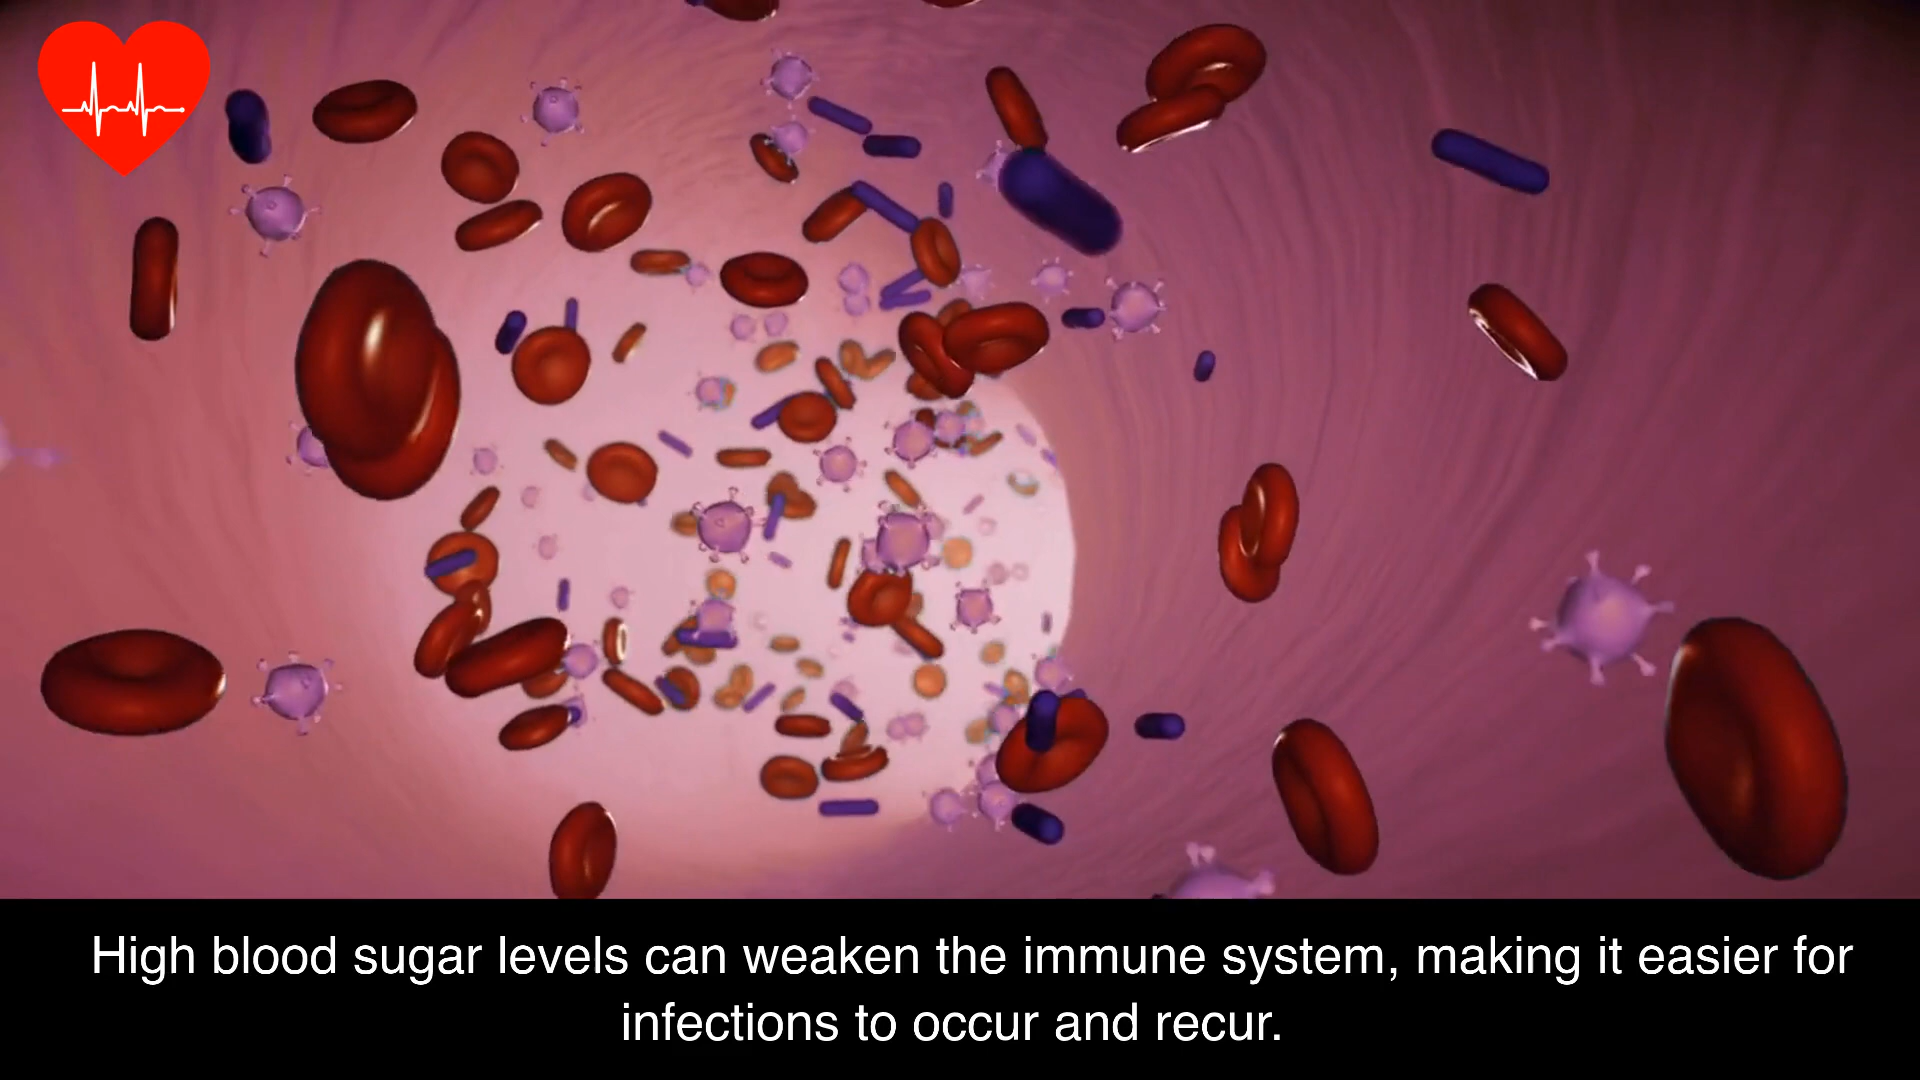 High blood sugar levels can weaken the immune system, making it easier for
infections to occur and recur.